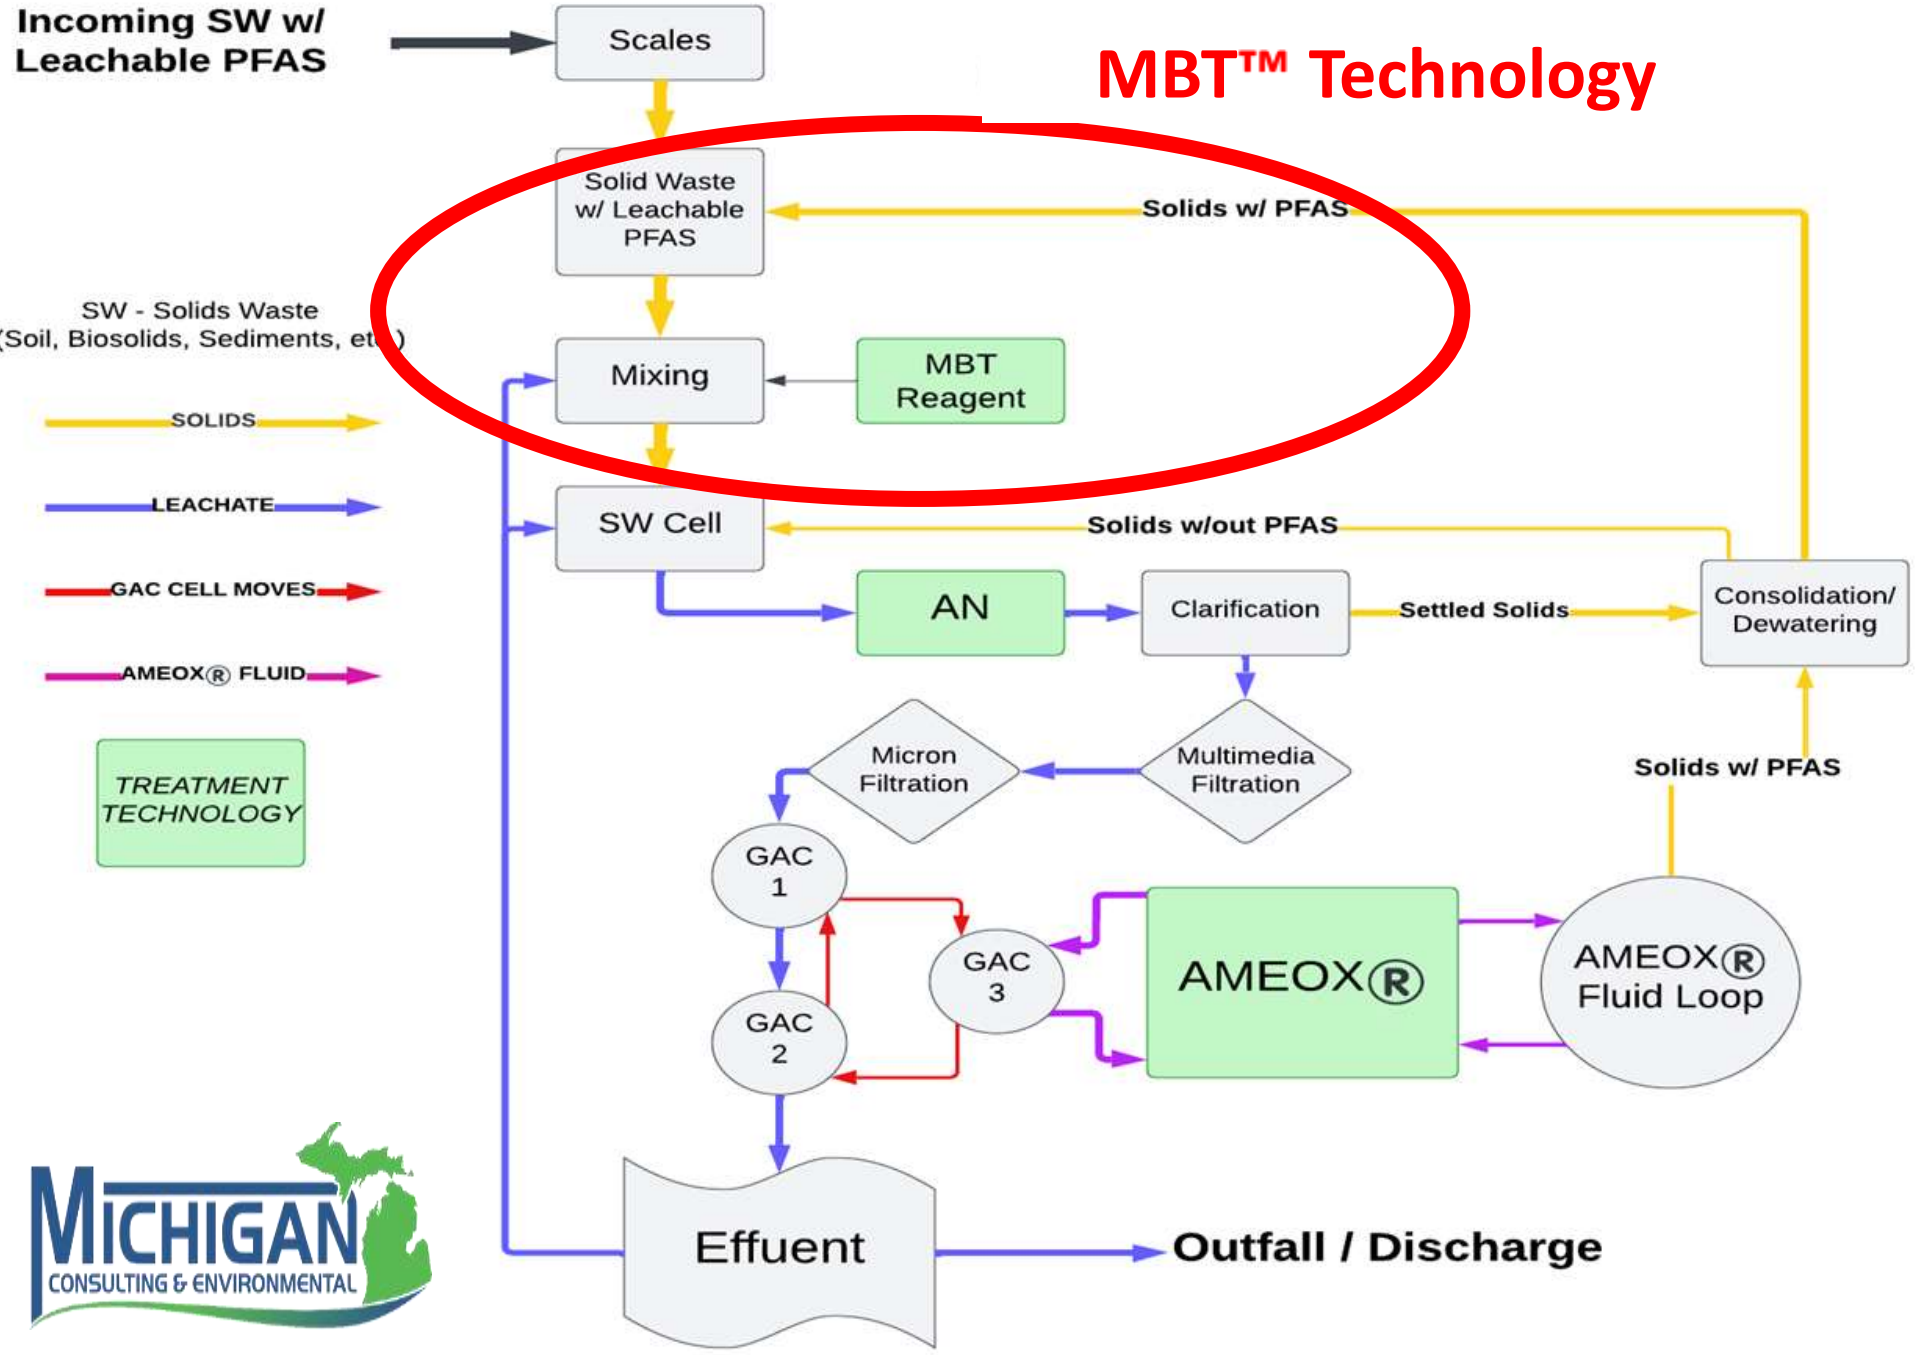 Incoming SW w/
Leachable PFAS
Scales
MBT™ Technology
Solid Waste
w/ Leachable
PFAS
Solids w/ PFAS
SW - Solids Waste
(Soil, Biosolids, Sediments, et )
Mixing
MBT
Reagent
SOLIDS
LEACHATE
GAC CELL MOVES
AMEOX® FLUID
TREATMENT
TECHNOLOGY
SW Cell
Solids w/out PFAS
AN
Clarification
Settled Solids
Consolidation/
Dewatering
Micron
Filtration
Multimedia
Filtration
Solids w/ PFAS
GAC
1
GAC
2
GAC
3
AMEOX®
AMEOX®
Fluid Loop
Effuent
Outfall / Discharge
MICHIGAN
CONSULTING & ENVIRONMENTAL